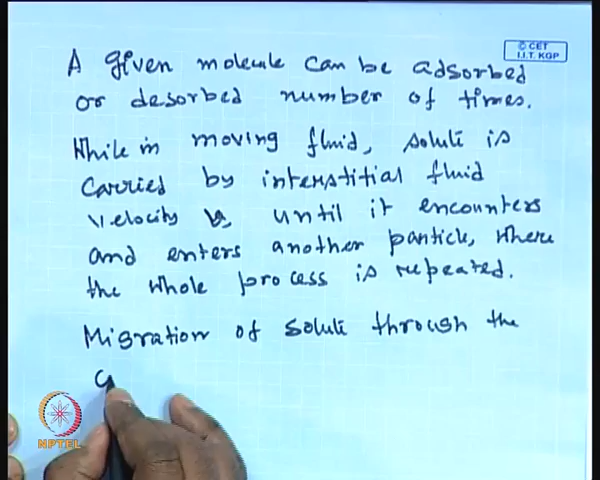 © CET
I.I.T. KGP
A given molecule can be adsorbed
or desorbed number of times.
While in moving fluid, solute is
carried by interstitial fluid
velocity v, until it encounters
and enters another particle, where
the whole process is repeated.
Migration of solute through the
c
NPTEL